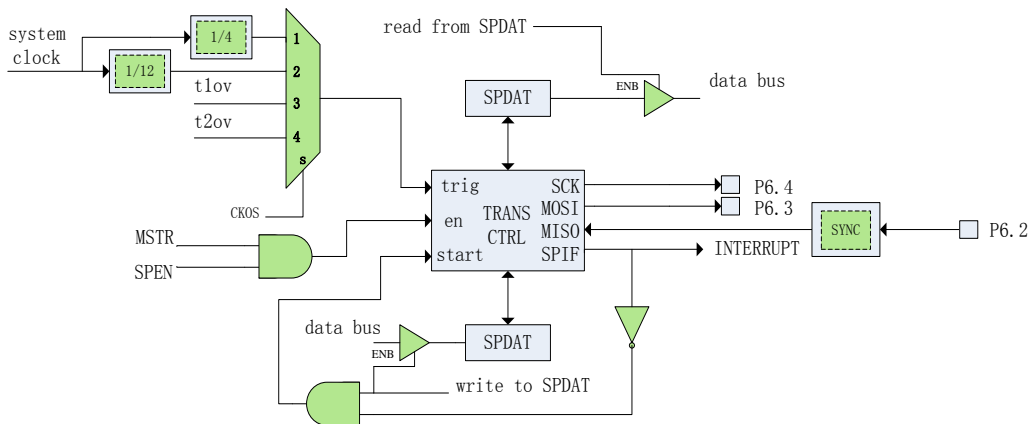 system
clock
1/4
1/12
t1ov
t2ov
1
2
3
4
s
CKOS
read from SPDAT
ENB
data bus
SPDAT
MSTR
SPEN
trig
en
start
TRANS
CTRL
SCK
MOSI
MISO
SPIF
P6.4
P6.3
INTERRUPT
SYNC
P6.2
data bus
ENB
SPDAT
write to SPDAT